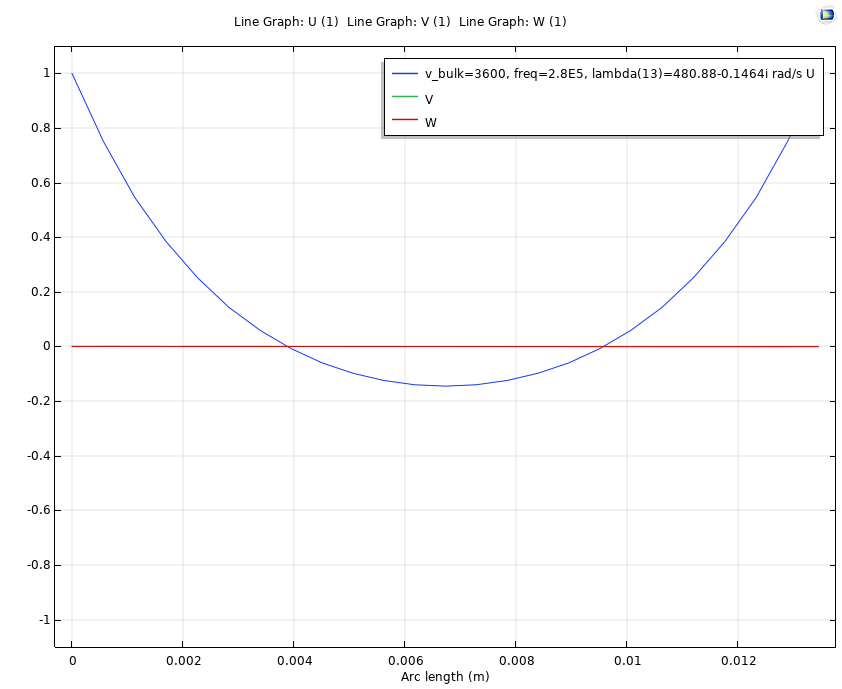 Line Graph: U (1)  Line Graph: V (1)  Line Graph: W (1)
v_bulk=3600, freq=2.8E5, lambda(13)=480.88-0.1464i rad/s U
V
W
1
0.8
0.6
0.4
0.2
0
-0.2
-0.4
-0.6
-0.8
-1
0 0.002 0.004 0.006 0.008 0.01 0.012
Arc length (m)